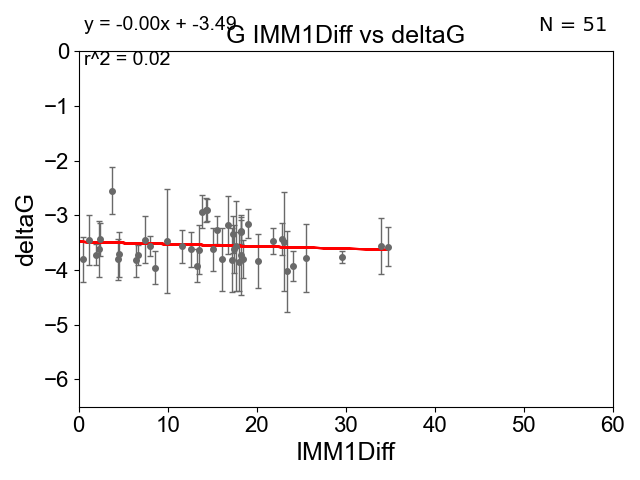 y = -0.00x + -3.49
N = 51
G IMM1Diff vs deltaG
r^2 = 0.02
0
−1
−2
−3
−4
−5
−6
deltaG
0 10 20 30 40 50 60
IMM1Diff